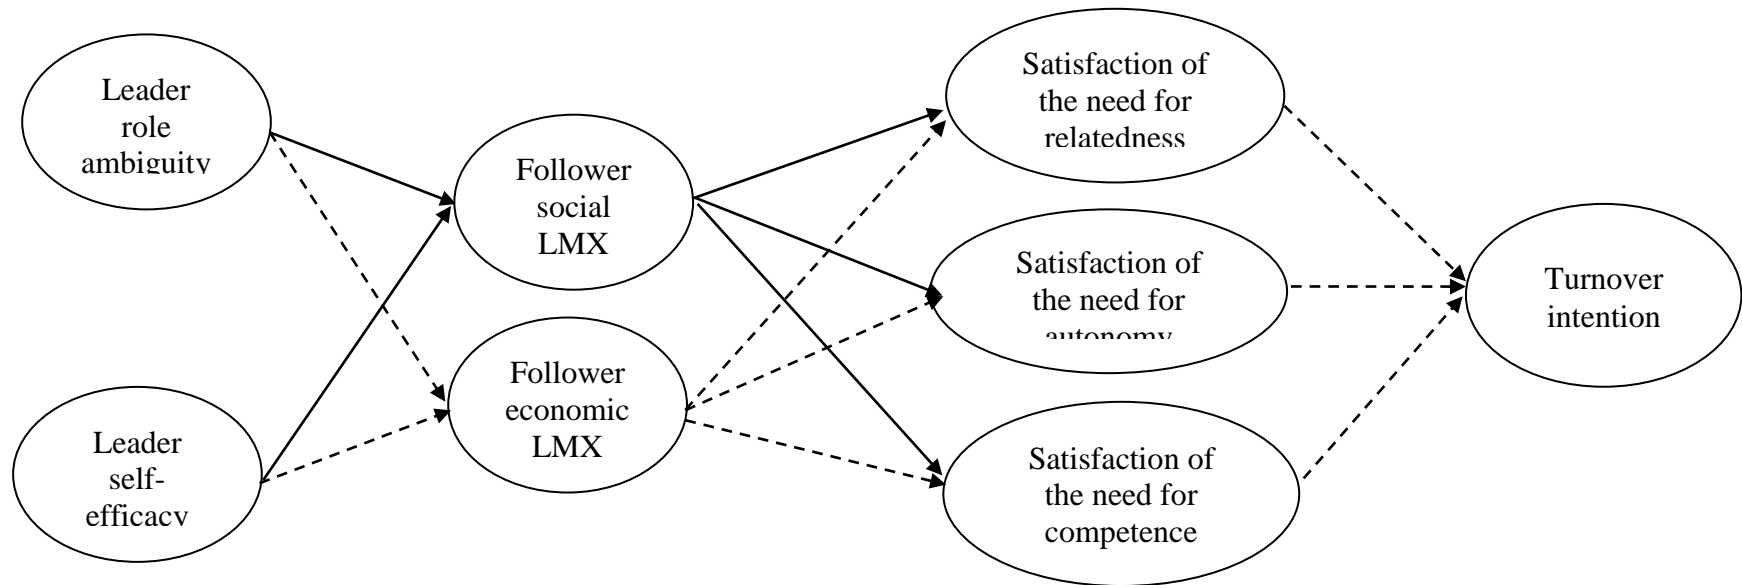 Leader
role
ambiguity
Leader
self-
efficacy
Follower
social
LMX
Follower
economic
LMX
Satisfaction of
the need for
relatedness
Satisfaction of
the need for
autonomy
Satisfaction of
the need for
competence
Turnover
intention